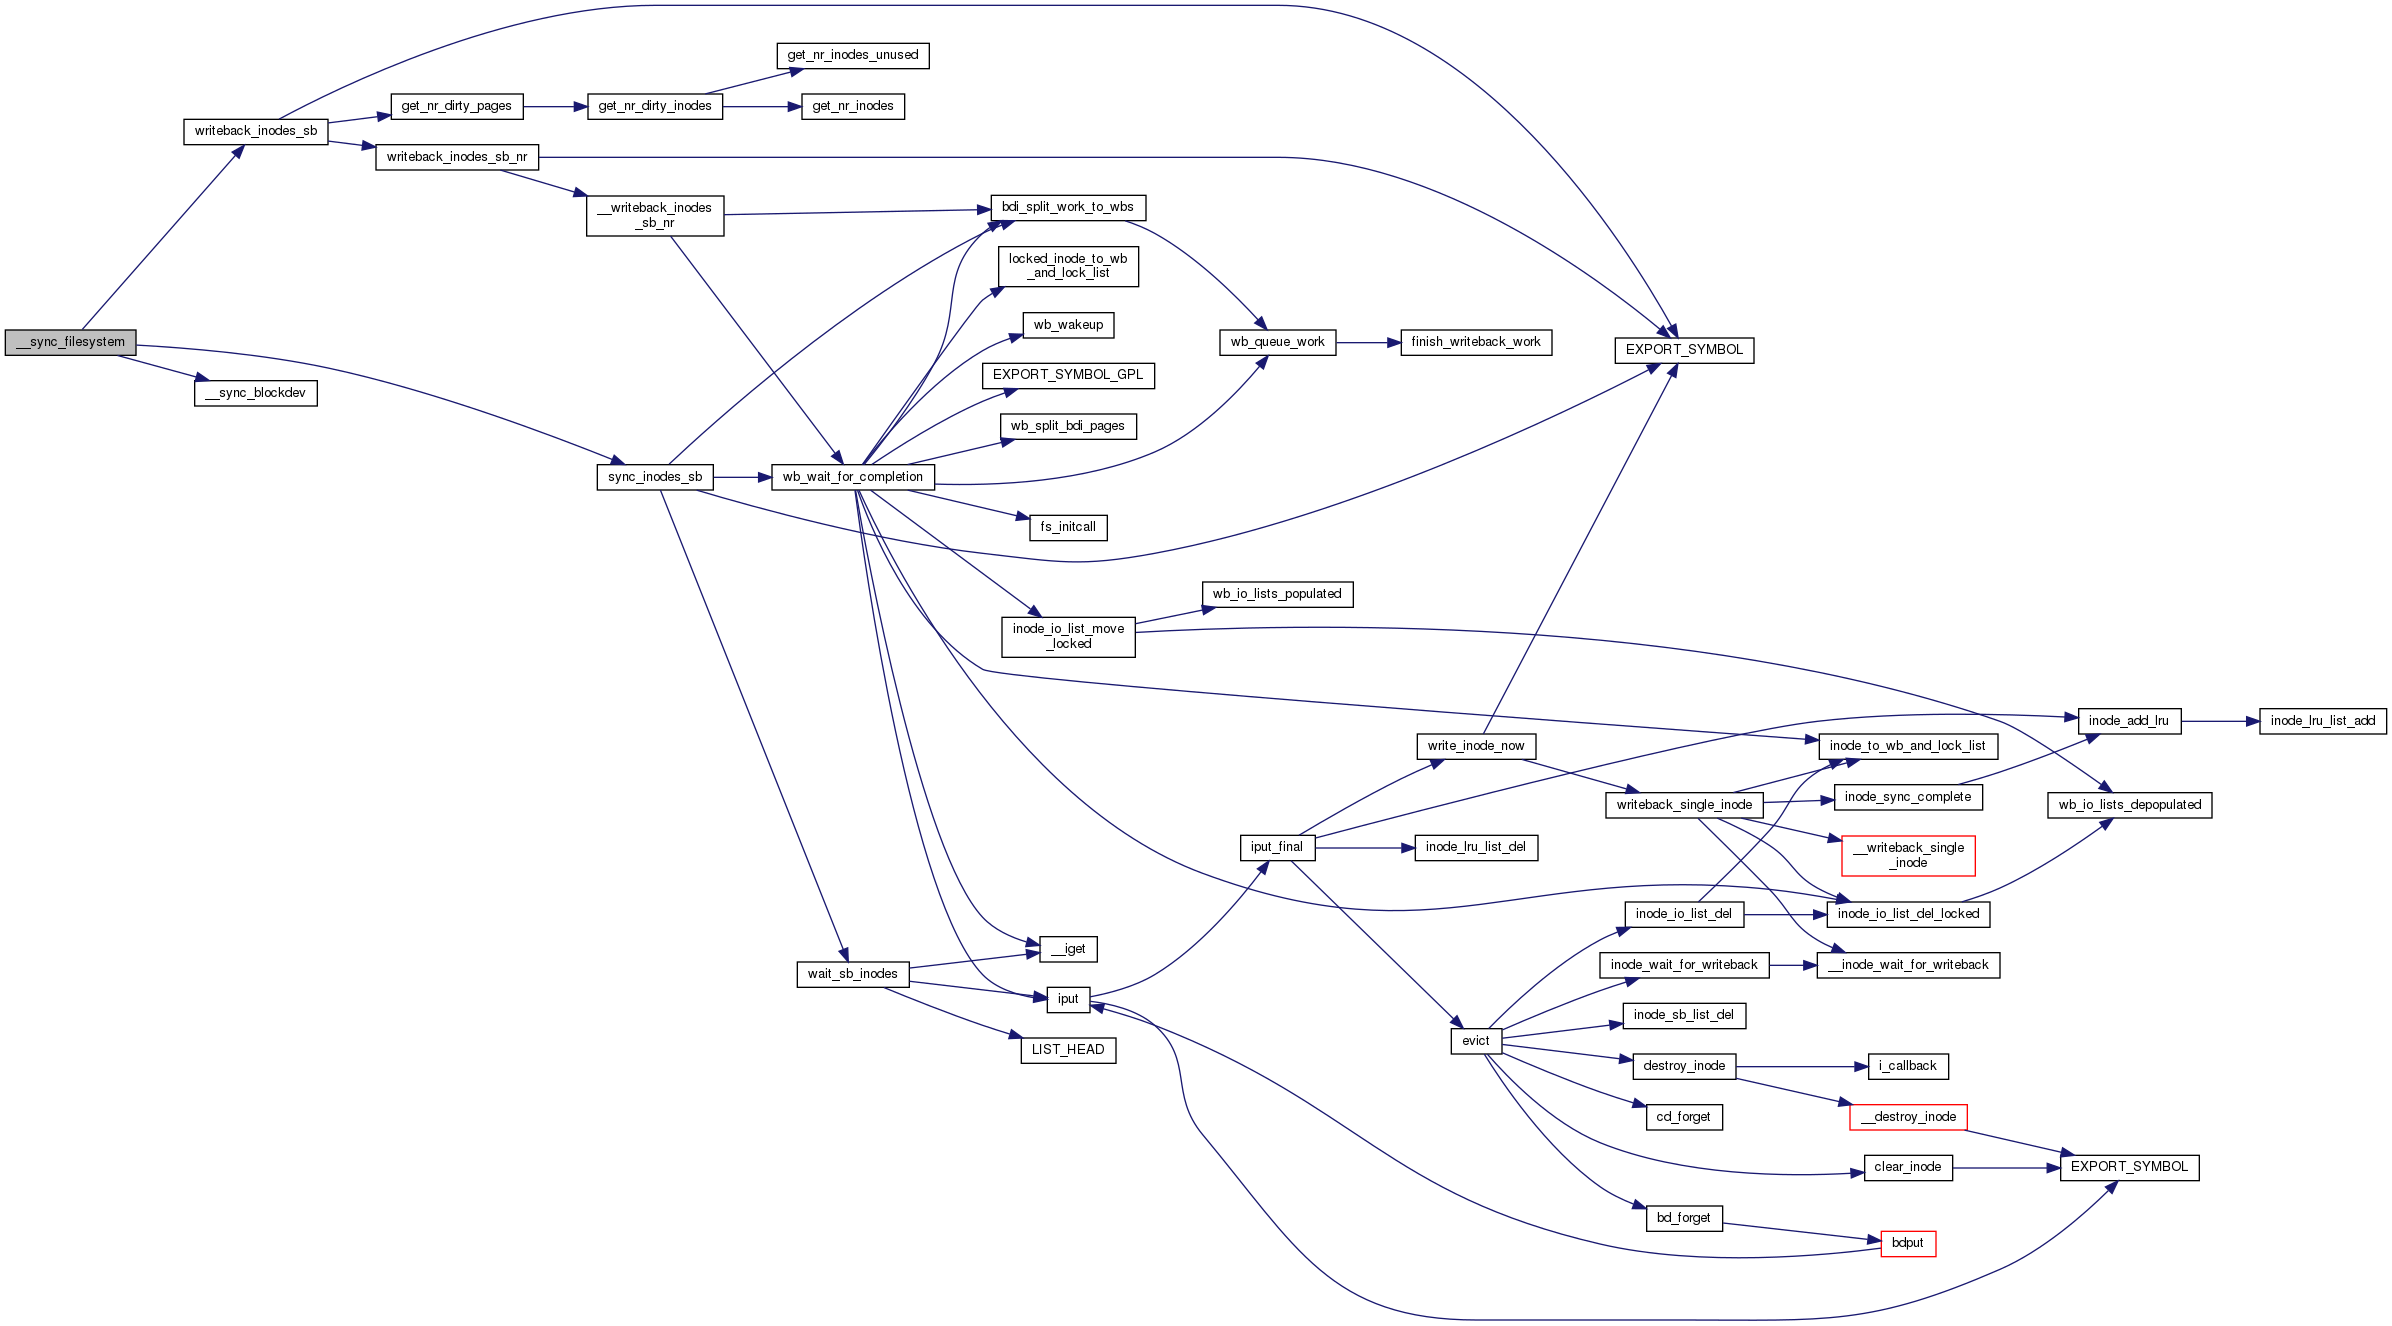 get_nr_inodes_unused
get_nr_dirty_pages
get_nr_dirty_inodes
get_nr_inodes
writeback_inodes_sb
writeback_inodes_sb_nr
__writeback_inodes
_sb_nr
bdi_split_work_to_wbs
locked_inode_to_wb
_and_lock_list
wb_wakeup
__sync_filesystem
wb_queue_work
finish_writeback_work
EXPORT_SYMBOL
EXPORT_SYMBOL_GPL
__sync_blockdev
wb_split_bdi_pages
sync_inodes_sb
wb_wait_for_completion
fs_initcall
wb_io_lists_populated
inode_io_list_move
_locked
inode_add_lru
inode_lru_list_add
write_inode_now
inode_to_wb_and_lock_list
writeback_single_inode
inode_sync_complete
wb_io_lists_depopulated
iput_final
inode_lru_list_del
__writeback_single
_inode
inode_io_list_del
inode_io_list_del_locked
__iget
wait_sb_inodes
inode_wait_for_writeback
__inode_wait_for_writeback
iput
inode_sb_list_del
evict
LIST_HEAD
destroy_inode
i_callback
cd_forget
__destroy_inode
clear_inode
EXPORT_SYMBOL
bd_forget
bdput